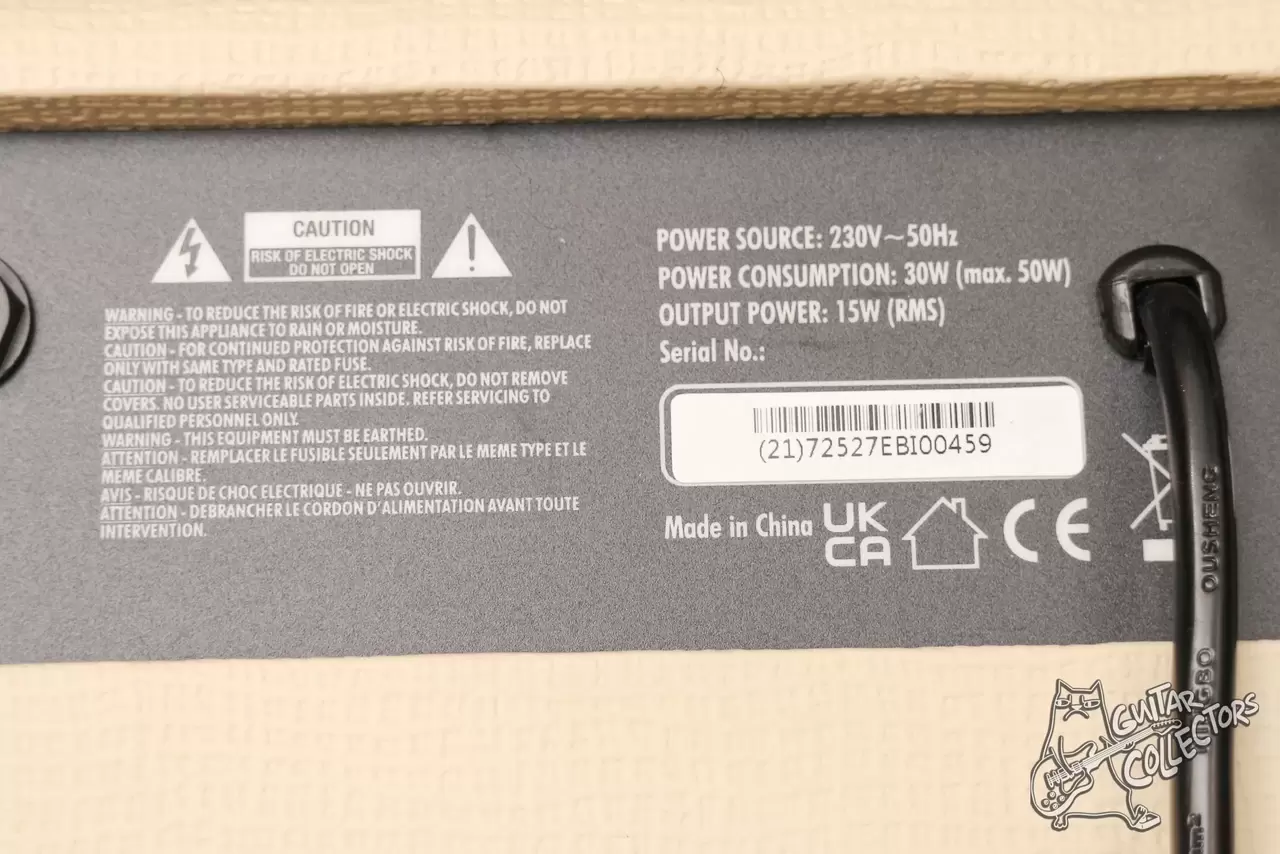 CAUTION
RISK OF ELECTRIC SHOCK
DO NOT OPEN
WARNING - TO REDUCE THE RISK OF FIRE OR ELECTRIC SHOCK, DO NOT
EXPOSE THIS APPLIANCE TO RAIN OR MOISTURE.
CAUTION - FOR CONTINUED PROTECTION AGAINST RISK OF FIRE, REPLACE
ONLY WITH SAME TYPE AND RATED FUSE.
CAUTION - TO REDUCE THE RISK OF ELECTRIC SHOCK, DO NOT REMOVE
COVERS. NO USER SERVICEABLE PARTS INSIDE. REFER SERVICING TO
QUALIFIED PERSONNEL ONLY.
WARNING - THIS EQUIPMENT MUST BE EARTHED.
ATTENTION - REMPLACER LE FUSIBLE SEULEMENT PAR LE MEME TYPE ET LE
MEME CALIBRE.
AVIS - RISQUE DE CHOC ELECTRIQUE - NE PAS OUVRIR.
ATTENTION - DEBRANCHER LE CORDON D'ALIMENTATION AVANT TOUTE
INTERVENTION.
POWER SOURCE: 230V~50Hz
POWER CONSUMPTION: 30W (max. 50W)
OUTPUT POWER: 15W (RMS)
Serial No.:
(21)72527EBI00459
Made in China
UK
CA
CE
OUSHENG
GUITAR
COLLECTORS